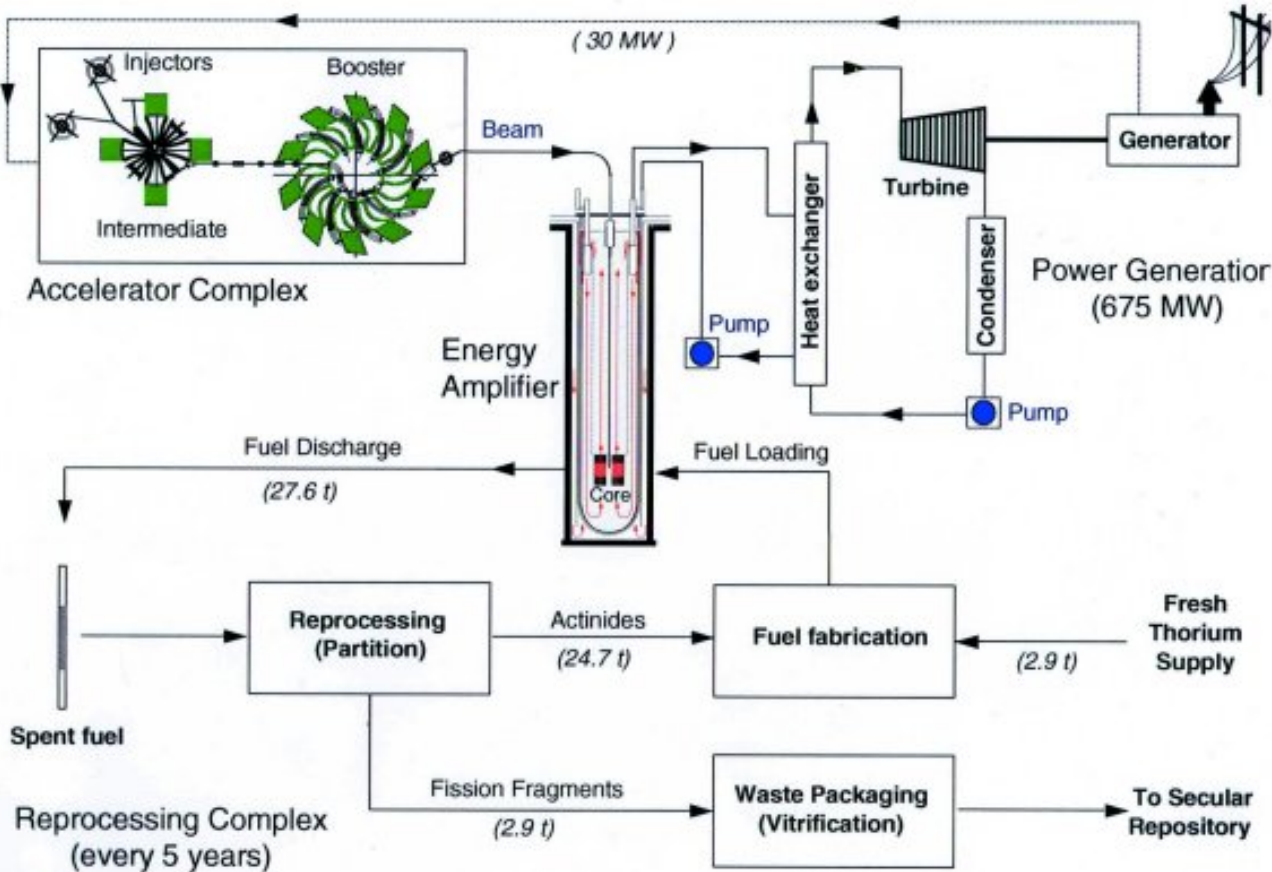 ( 30 MW )
Injectors
Booster
Beam
Intermediate
Accelerator Complex
Heat exchanger
Turbine
Generator
Condenser
Power Generation
(675 MW)
Pump
Pump
Energy
Amplifier
Fuel Discharge
(27.6 t)
Fuel Loading
Core
Reprocessing
(Partition)
Actinides
(24.7 t)
Fuel fabrication
(2.9 t)
Fresh
Thorium
Supply
Spent fuel
Fission Fragments
(2.9 t)
Waste Packaging
(Vitrification)
To Secular
Repository
Reprocessing Complex
(every 5 years)